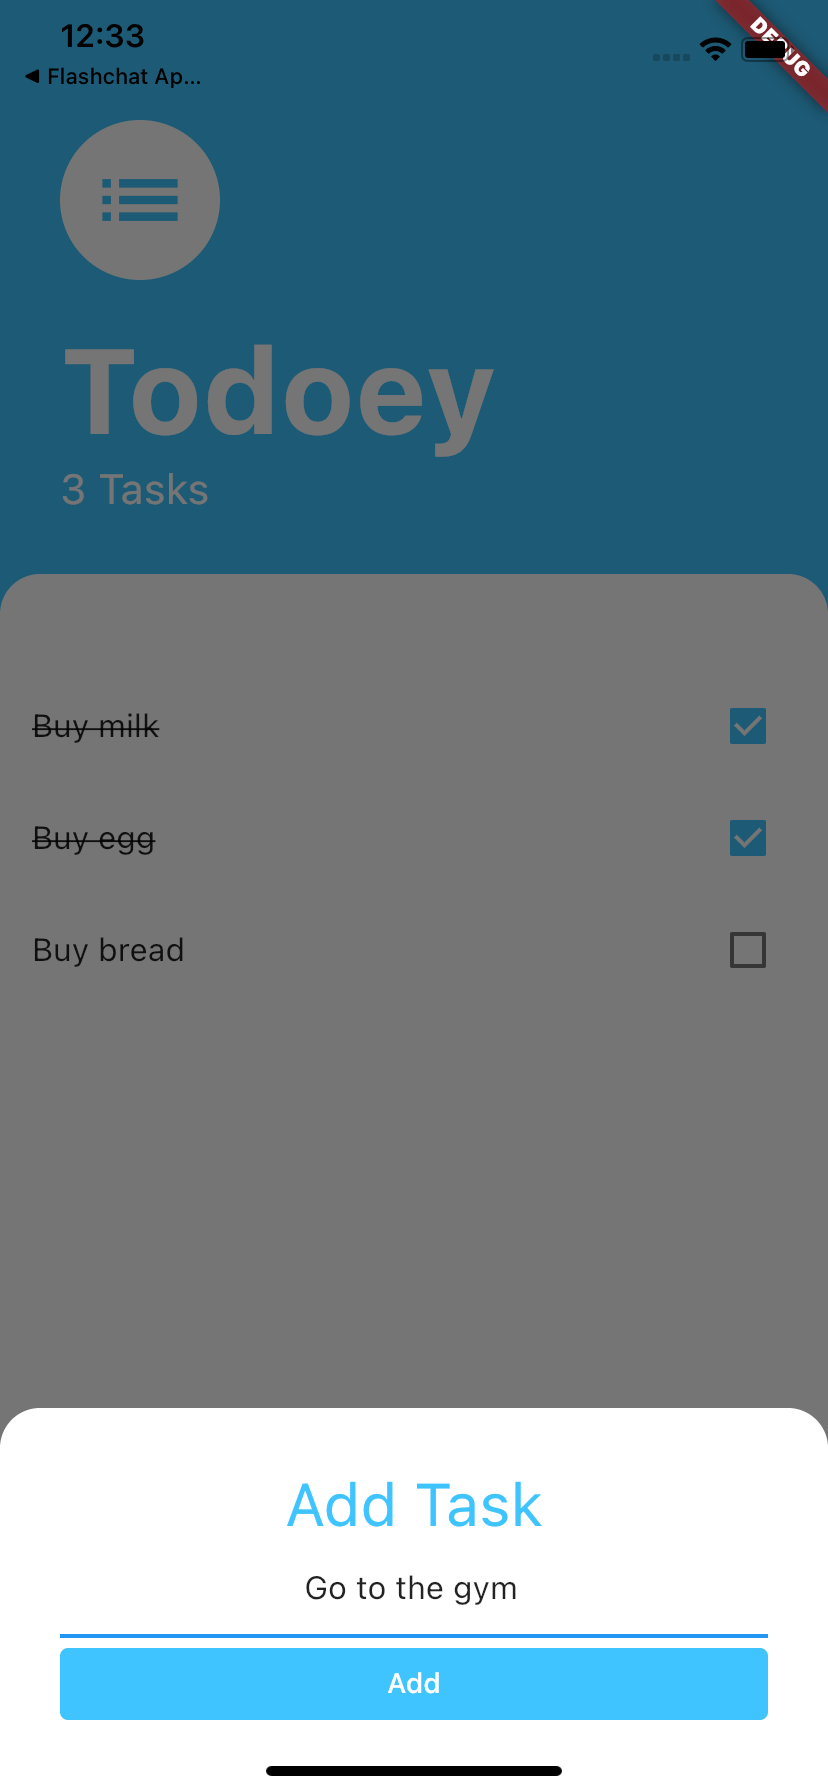 12:33
◀ Flashchat Ap...
DEBUG
Todoey
3 Tasks
Buy milk
Buy egg
Buy bread
Add Task
Go to the gym
Add